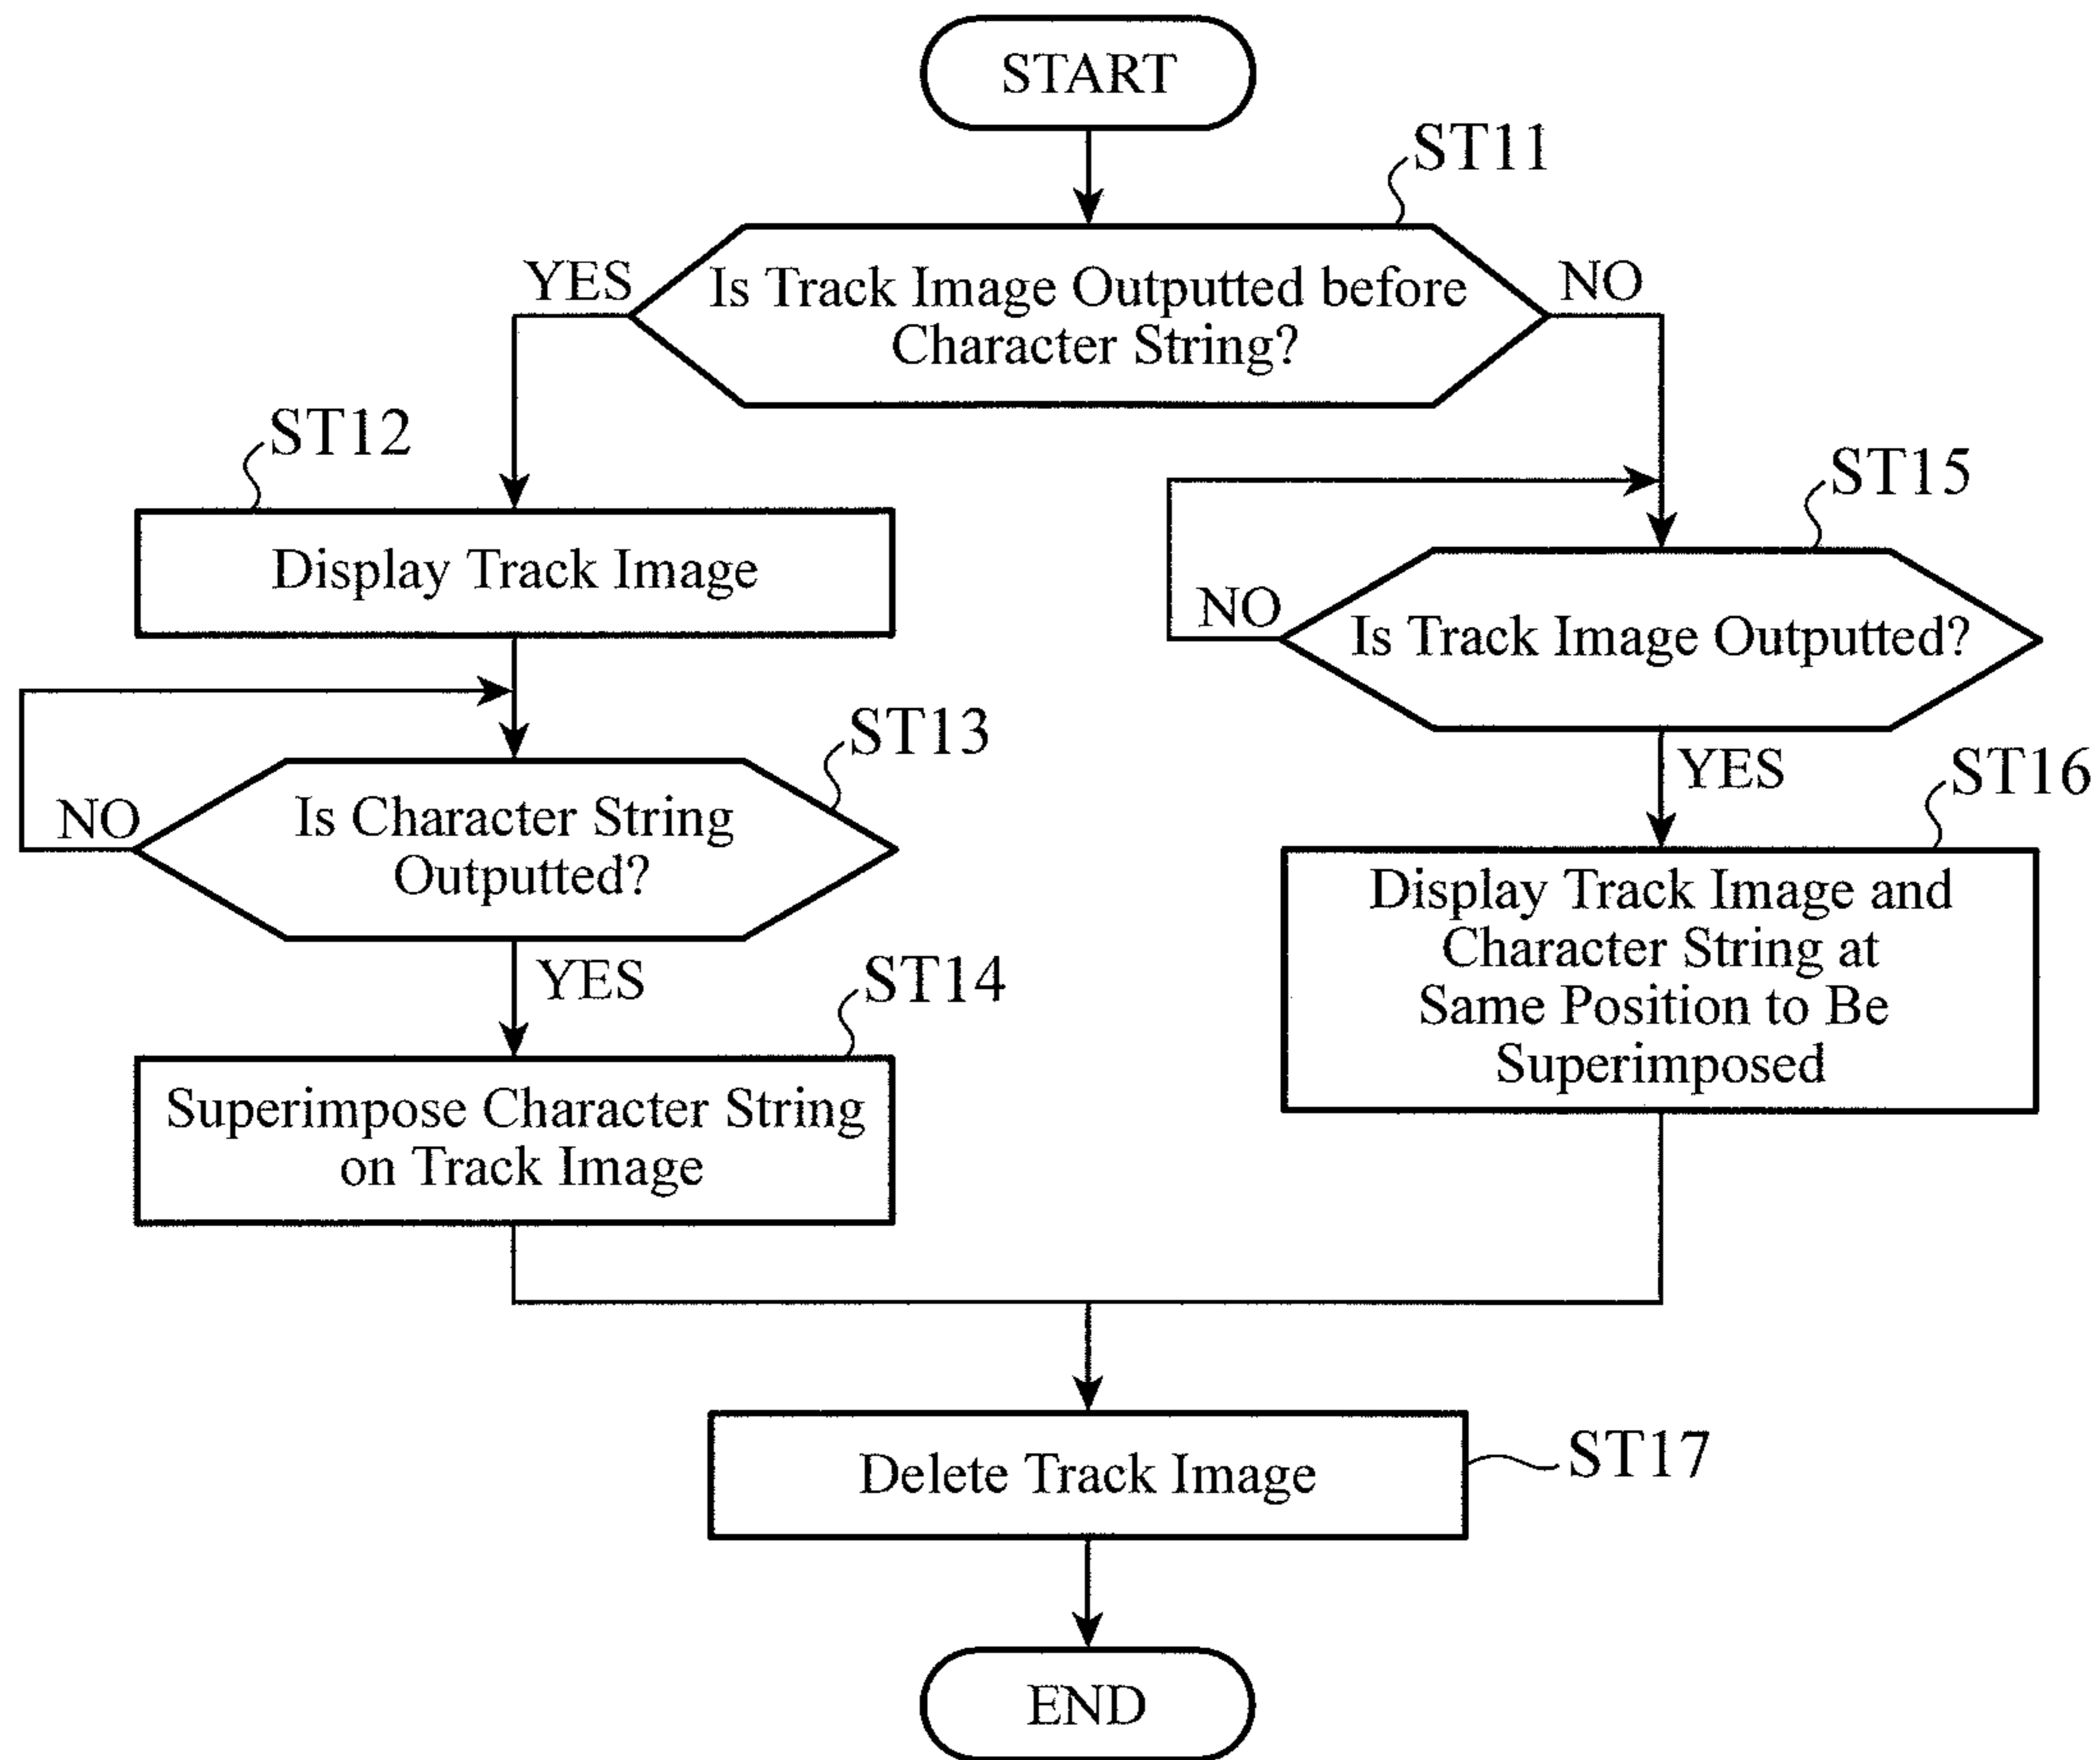 START
ST11
YES
Is Track Image Outputted before
Character String?
NO
ST12
Display Track Image
ST13
NO
Is Character String
Outputted?
YES
ST14
Superimpose Character String
on Track Image
ST15
NO
Is Track Image Outputted?
YES
ST16
Display Track Image and
Character String at
Same Position to Be
Superimposed
Delete Track Image
ST17
END